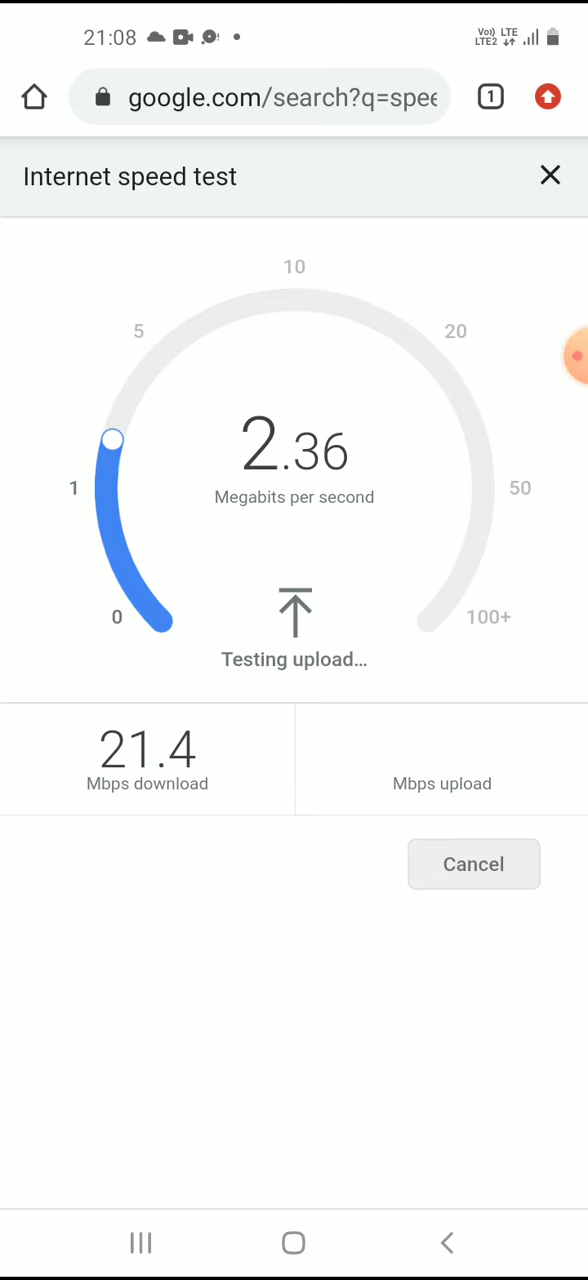 21:08
Vo)) LTE
LTE2
google.com/search?q=spee
1
Internet speed test
10
5
20
2.36
Megabits per second
1
50
0
100+
Testing upload...
21.4
Mbps download
Mbps upload
Cancel